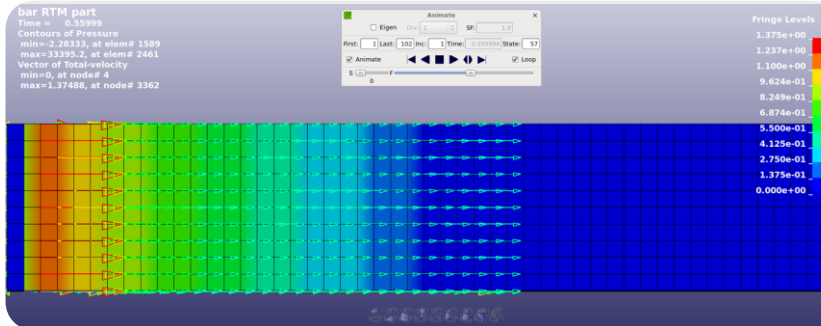 bar RTM part
Time = 0.55999
Contours of Pressure
min=-2.28333, at elem# 1589
max=33395.2, at elem# 2461
Vector of Total-velocity
min=0, at node# 4
max=1.37488, at node# 3362
Animate
Eigen Div: SF: 1.0
First: 1 Last: 102 Inc: 1 Time: 0.559994 State: 57
Animate Loop
S F
0
Fringe Levels
1.375e+00
1.237e+00
1.100e+00
9.624e-01
8.249e-01
6.874e-01
5.500e-01
4.125e-01
2.750e-01
1.375e-01
0.000e+00